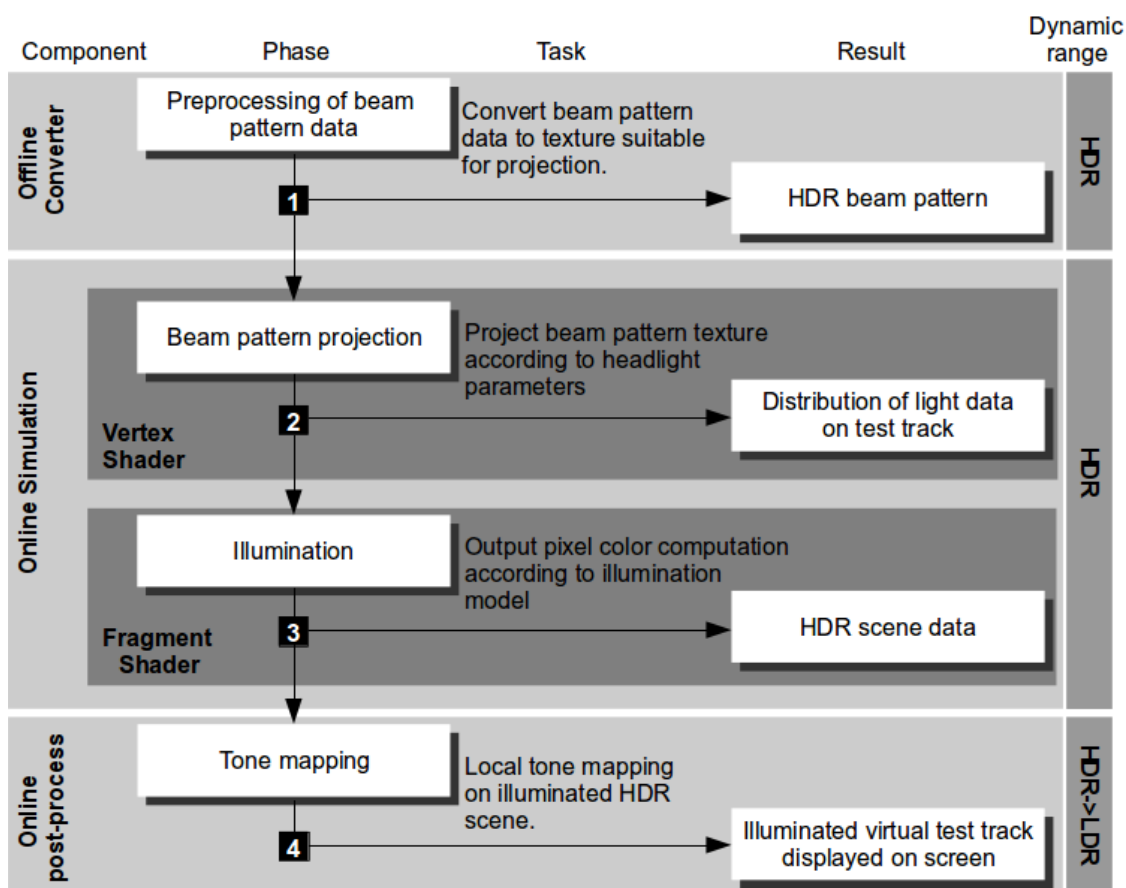 Component
Phase
Task
Result
Dynamic
range
Offline
Converter
Preprocessing of beam
pattern data
Convert beam pattern
data to texture suitable
for projection.
1
HDR beam pattern
HDR
Online Simulation
Beam pattern projection
Project beam pattern texture
according to headlight
parameters
2
Distribution of light data
on test track
Vertex
Shader
HDR
Illumination
Output pixel color computation
according to illumination
model
3
HDR scene data
Fragment
Shader
Online
post-process
Tone mapping
Local tone mapping
on illuminated HDR
scene.
4
Illuminated virtual test track
displayed on screen
HDR->LDR